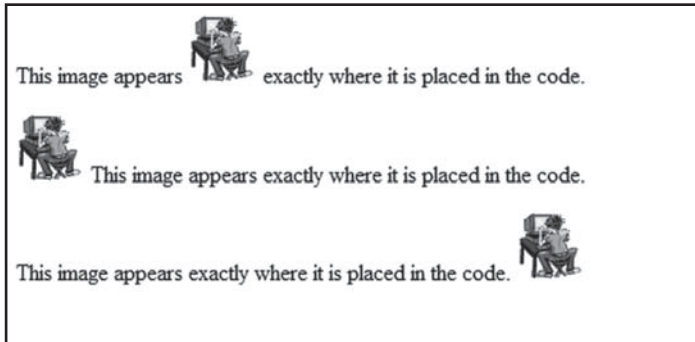 This image appears exactly where it is placed in the code.
This image appears exactly where it is placed in the code.
This image appears exactly where it is placed in the code.